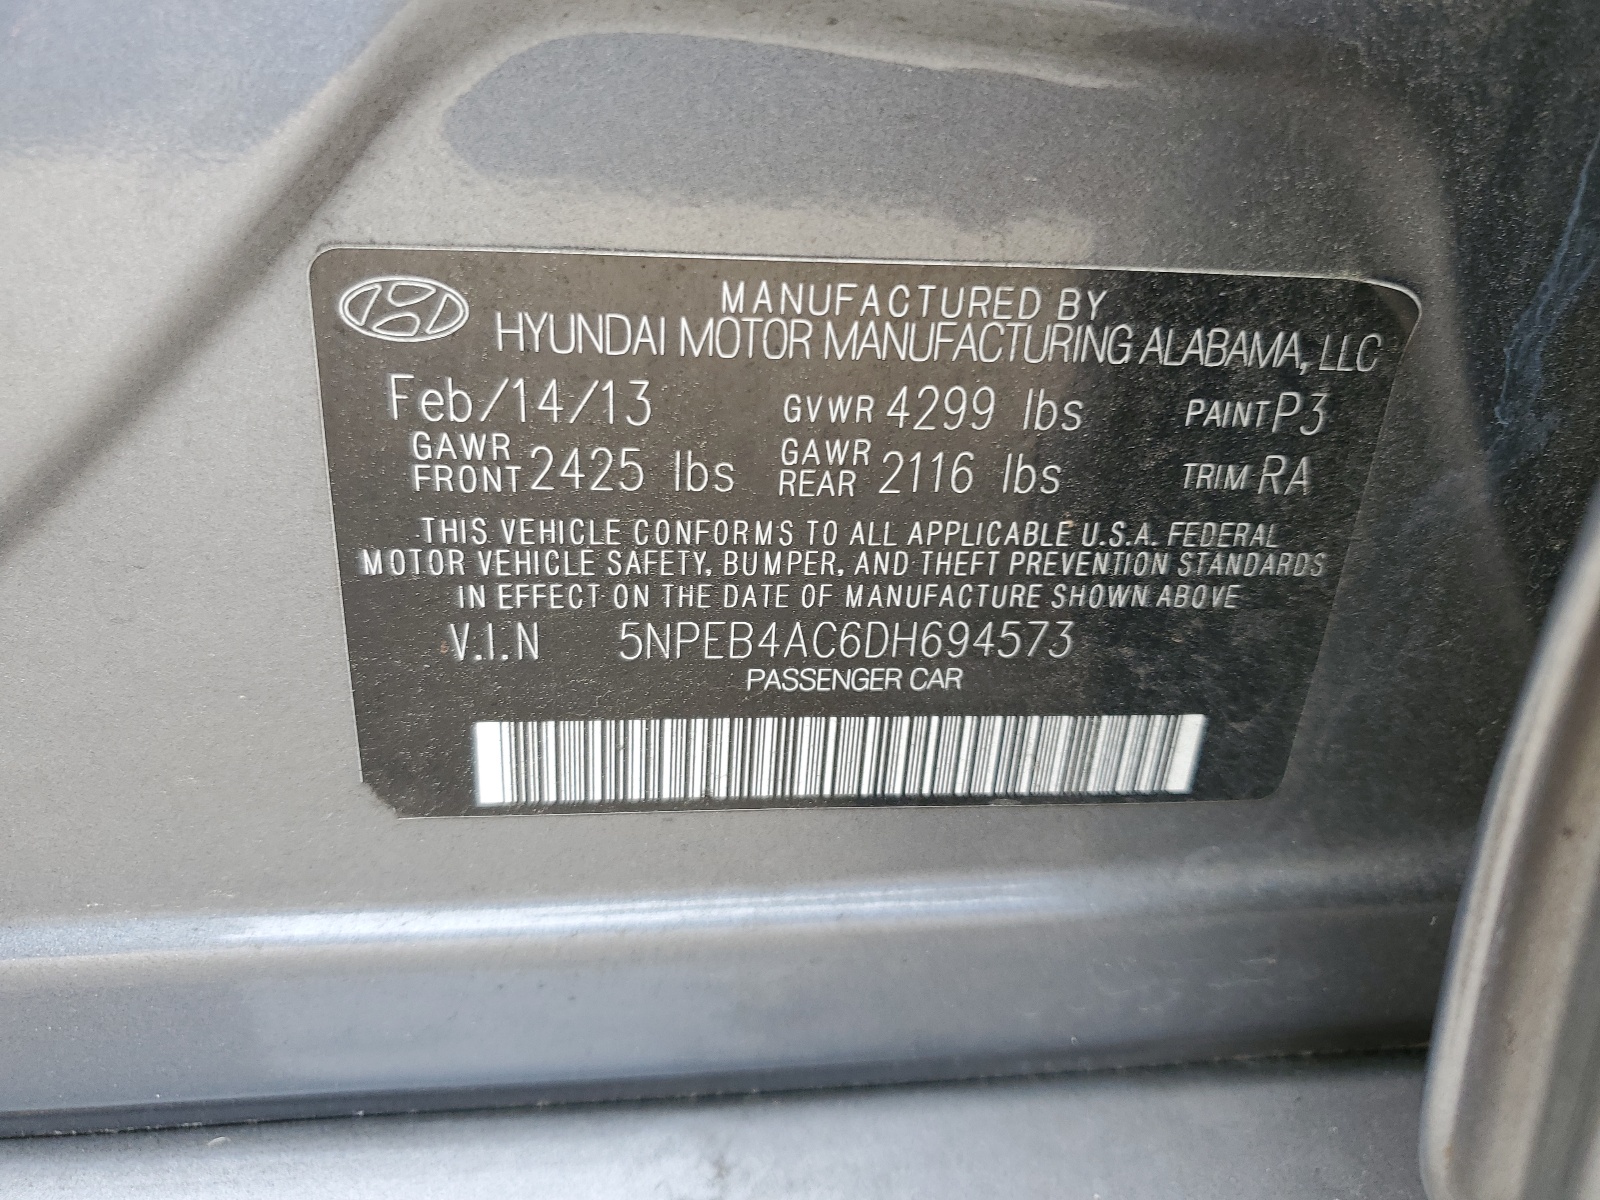 MANUFACTURED BY
HYUNDAI MOTOR MANUFACTURING ALABAMA, LLC
Feb/14/13 GVWR 4299 lbs PAINT P3
GAWR FRONT 2425 lbs GAWR REAR 2116 lbs TRIM RA
THIS VEHICLE CONFORMS TO ALL APPLICABLE U.S.A. FEDERAL
MOTOR VEHICLE SAFETY, BUMPER, AND THEFT PREVENTION STANDARDS
IN EFFECT ON THE DATE OF MANUFACTURE SHOWN ABOVE
V.I.N 5NPEB4AC6DH694573
PASSENGER CAR